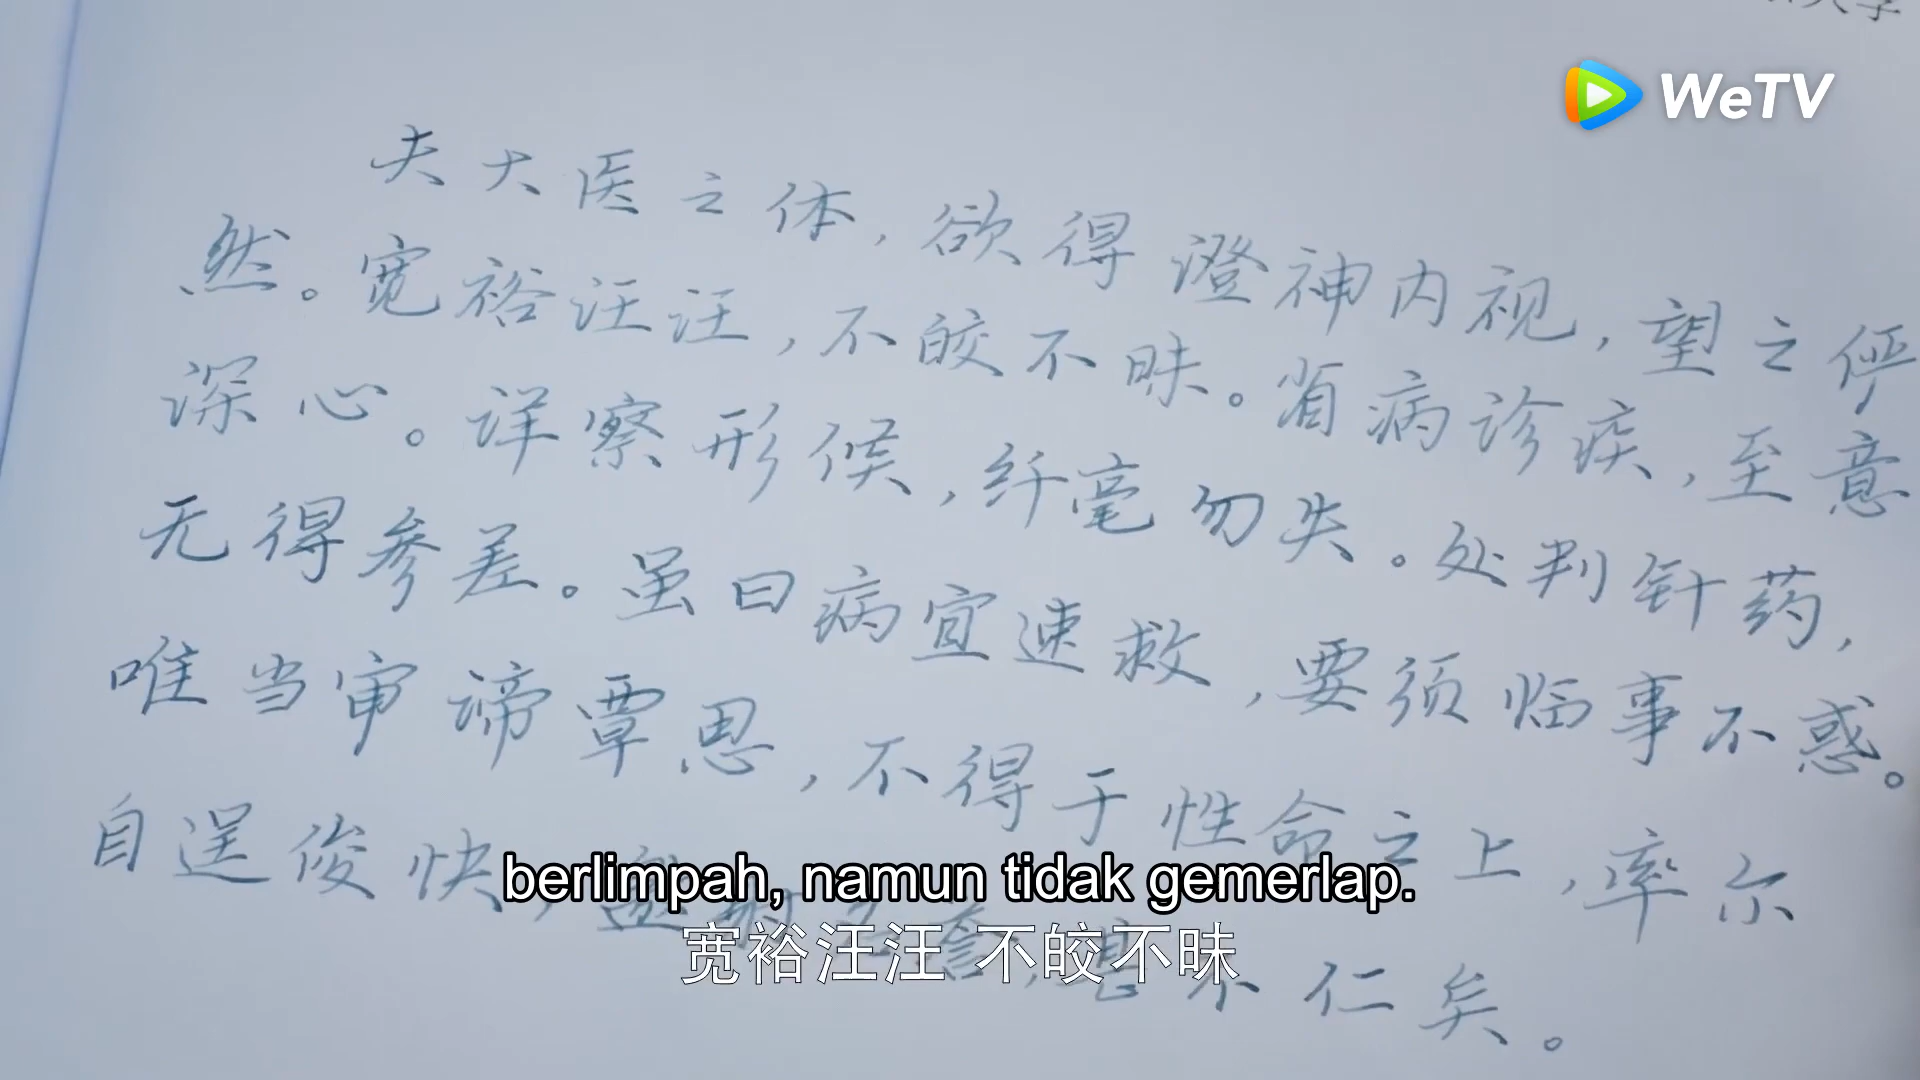 WeTV
夫大医之体，欲得澄神内视，望之俨
然。宽裕汪汪，不皎不昧。省病诊疾，至意
深心。详察形候，纤毫勿失。处判针药，
无得参差。虽曰病宜速救，要须临事不惑。
唯当审谛覃思，不得于性命之上，率尔
自逞俊快，不仁矣。
berlimpah, namun tidak gemerlap.
宽裕汪汪 不皎不昧